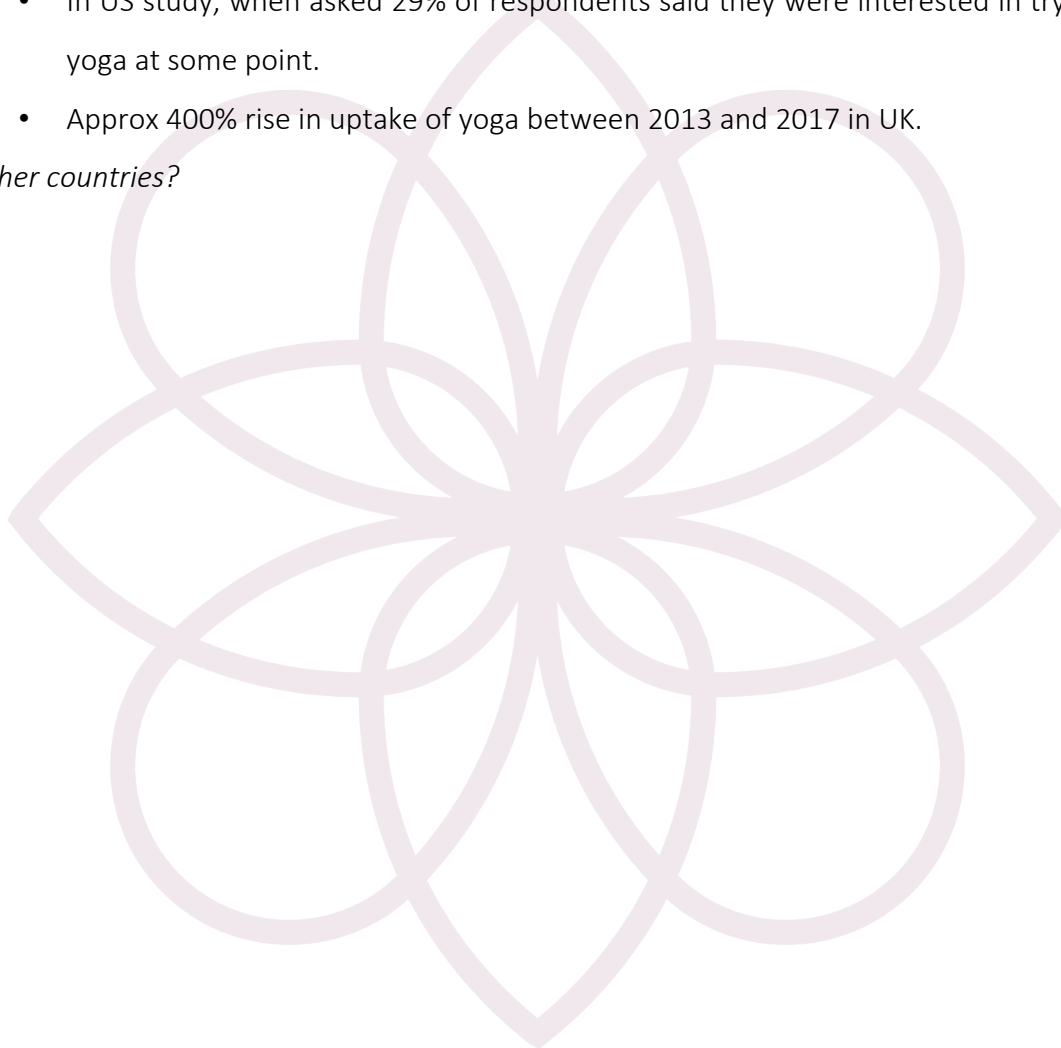 • In US study, when asked 29% of respondents said they were interested in try
yoga at some point.
• Approx 400% rise in uptake of yoga between 2013 and 2017 in UK.
her countries?